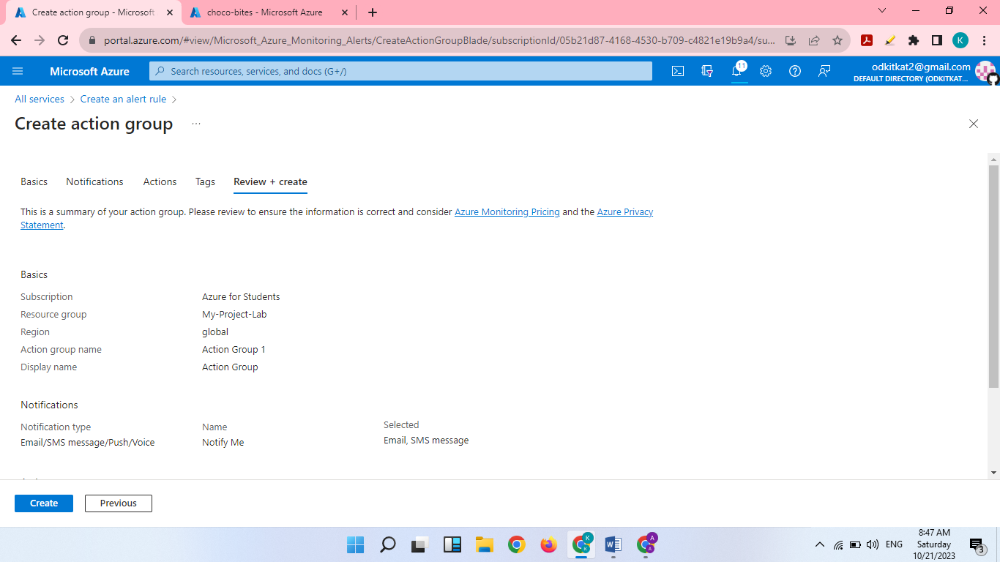 Create action group - Microsoft
choco-bites - Microsoft Azure
portal.azure.com/#view/Microsoft_Azure_Monitoring_Alerts/CreateActionGroupBlade/subscriptionId/05b21d87-4168-4530-b709-c4821e19b9a4/su...
K
Microsoft Azure
Search resources, services, and docs (G+/)
11
odkitkat2@gmail.com
DEFAULT DIRECTORY (ODKITKAT...
All services > Create an alert rule >
Create action group ...
Basics Notifications Actions Tags Review + create
This is a summary of your action group. Please review to ensure the information is correct and consider Azure Monitoring Pricing and the Azure Privacy
Statement.
Basics
Subscription Azure for Students
Resource group My-Project-Lab
Region global
Action group name Action Group 1
Display name Action Group
Notifications
Notification type Name Selected
Email/SMS message/Push/Voice Notify Me Email, SMS message
Create Previous
K
K
W
A
A
ENG
8:47 AM
Saturday
10/21/2023
3